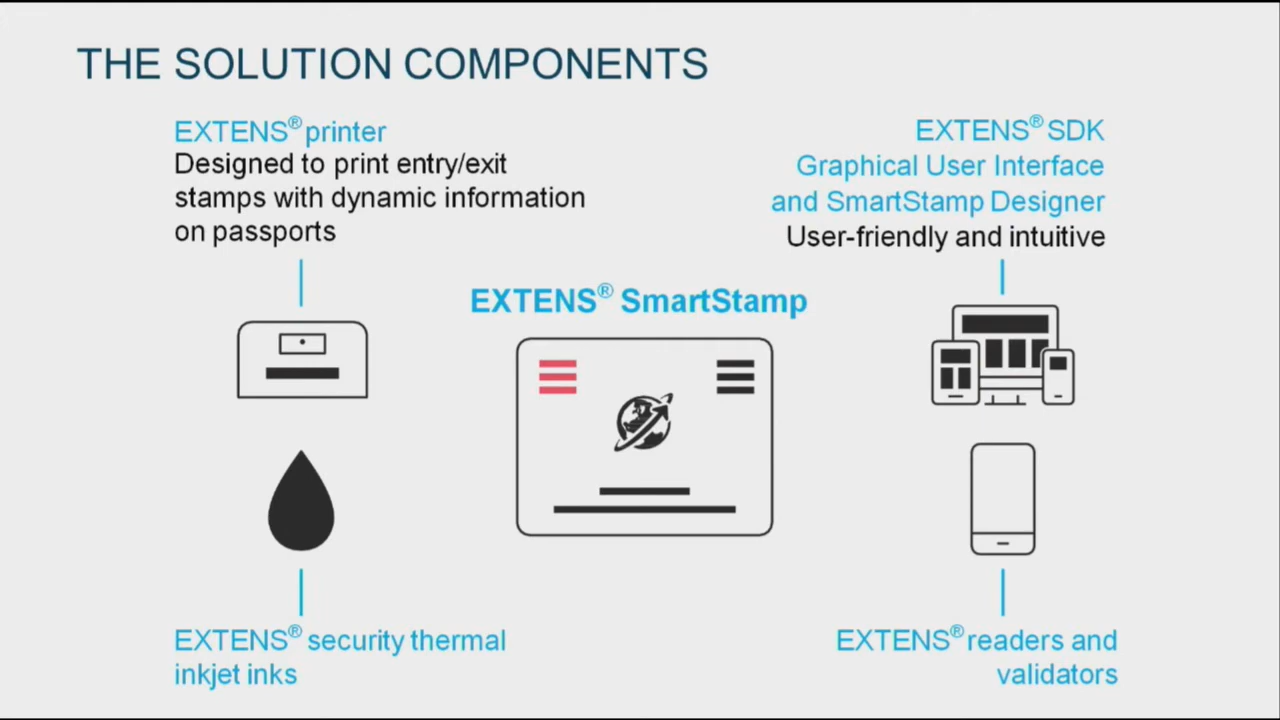 THE SOLUTION COMPONENTS
EXTENS® printer
Designed to print entry/exit
stamps with dynamic information
on passports
EXTENS® SDK
Graphical User Interface
and SmartStamp Designer
User-friendly and intuitive
EXTENS® SmartStamp
EXTENS® security thermal
inkjet inks
EXTENS® readers and
validators